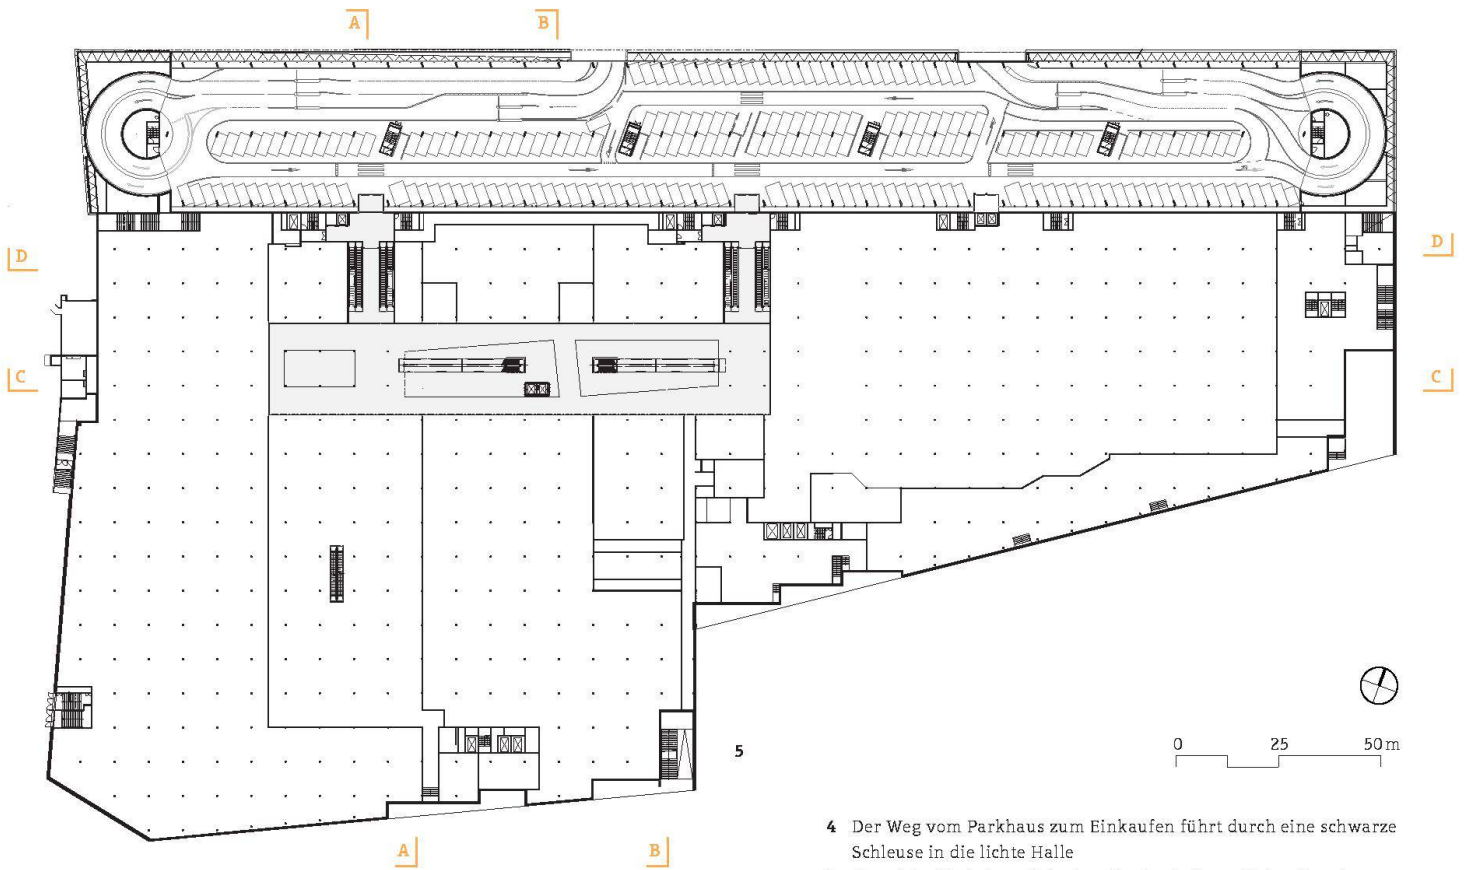 A
B
D
D
C
C
5
0 25 50 m
4 Der Weg vom Parkhaus zum Einkaufen führt durch eine schwarze
Schleuse in die lichte Halle
A
B